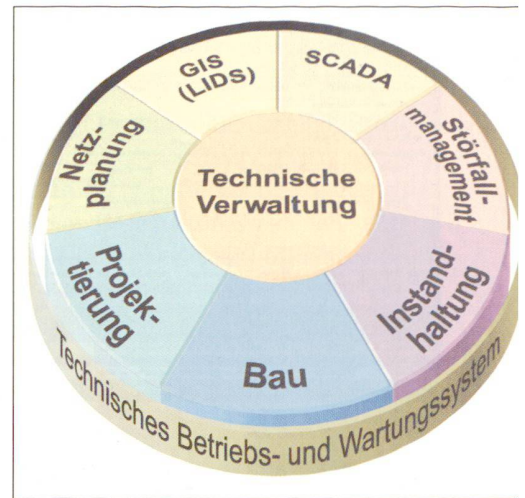 GIS
(LIDS)
SCADA
Störfall-
management
Instand-
haltung
Bau
Projek-
tierung
Netz-
planung
Technische
Verwaltung
Technisches Betriebs- und Wartungssystem